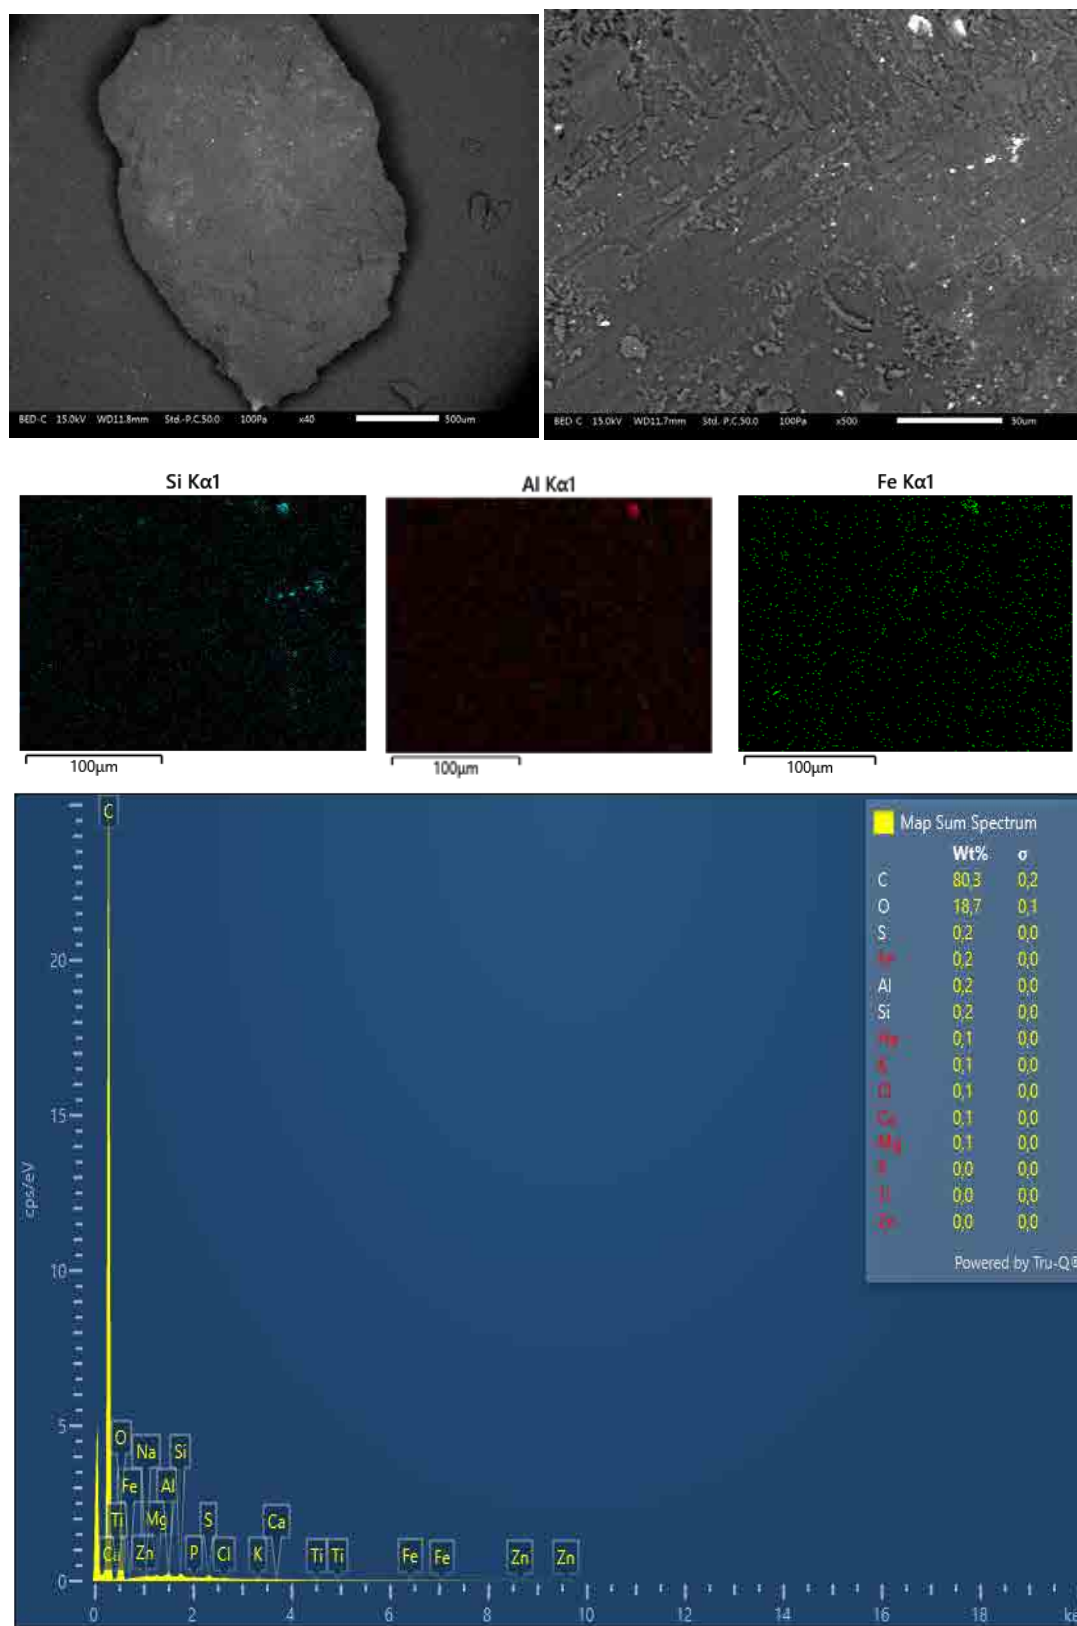 BED-C 15.0kV WD11.8mm Std.-P.C.50.0 100Pa x40 500um
BED-C 15.0kV WD11.7mm Std. P.C.50.0 100Pa x500 50um
Si Kα1 Al Kα1 Fe Kα1
100μm 100μm 100μm
Map Sum Spectrum
Wt% σ
C 80,3 0,2
O 18,7 0,1
S 0,2 0,0
0,2 0,0
Al 0,2 0,0
Si 0,2 0,0
0,1 0,0
K 0,1 0,0
Cl 0,1 0,0
Ca 0,1 0,0
Mg 0,1 0,0
0,0 0,0
Ti 0,0 0,0
Zn 0,0 0,0
Powered by Tru-Q®
cps/eV
20
15
10
5
0
C
O Na Si
Fe Al
Ti Mg S Ca
Ca Zn P Cl K Ti Ti Fe Fe Zn Zn
0 2 4 6 8 10 12 14 16 18 ke